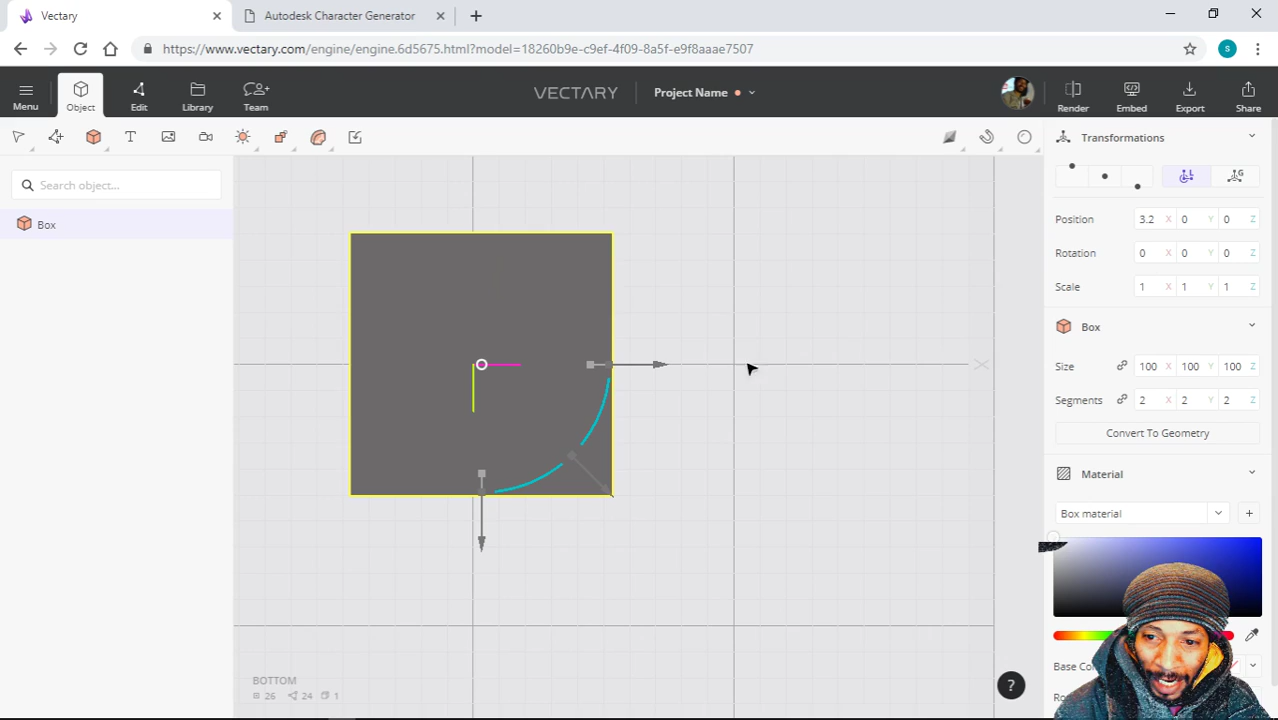 Vectary
Autodesk Character Generator
https://www.vectary.com/engine/engine.6d5675.html?model=18260b9e-c9ef-4f09-8a5f-e9f8aaae7507
S
Menu
Object
Edit
Library
Team
VECTARY
Project Name
Render
Embed
Export
Share
T
Search object...
Box
Transformations
Position 3.2 X 0 Y 0 Z
Rotation 0 X 0 Y 0 Z
Scale 1 X 1 Y 1 Z
Box
Size 100 X 100 Y 100 Z
Segments 2 X 2 Y 2 Z
Convert To Geometry
Material
Box material
Base Co
BOTTOM
26 24 1
?